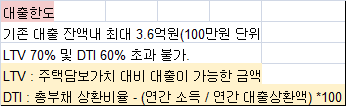 대출한도
기존 대출 잔액내 최대 3.6억원(100만원 단위
LTV 70% 및 DTI 60% 초과 불가.
LTV : 주택담보가치 대비 대출이 가능한 금액
DTI : 총부채 상환비율 - (연간 소득 / 연간 대출상환액) *100